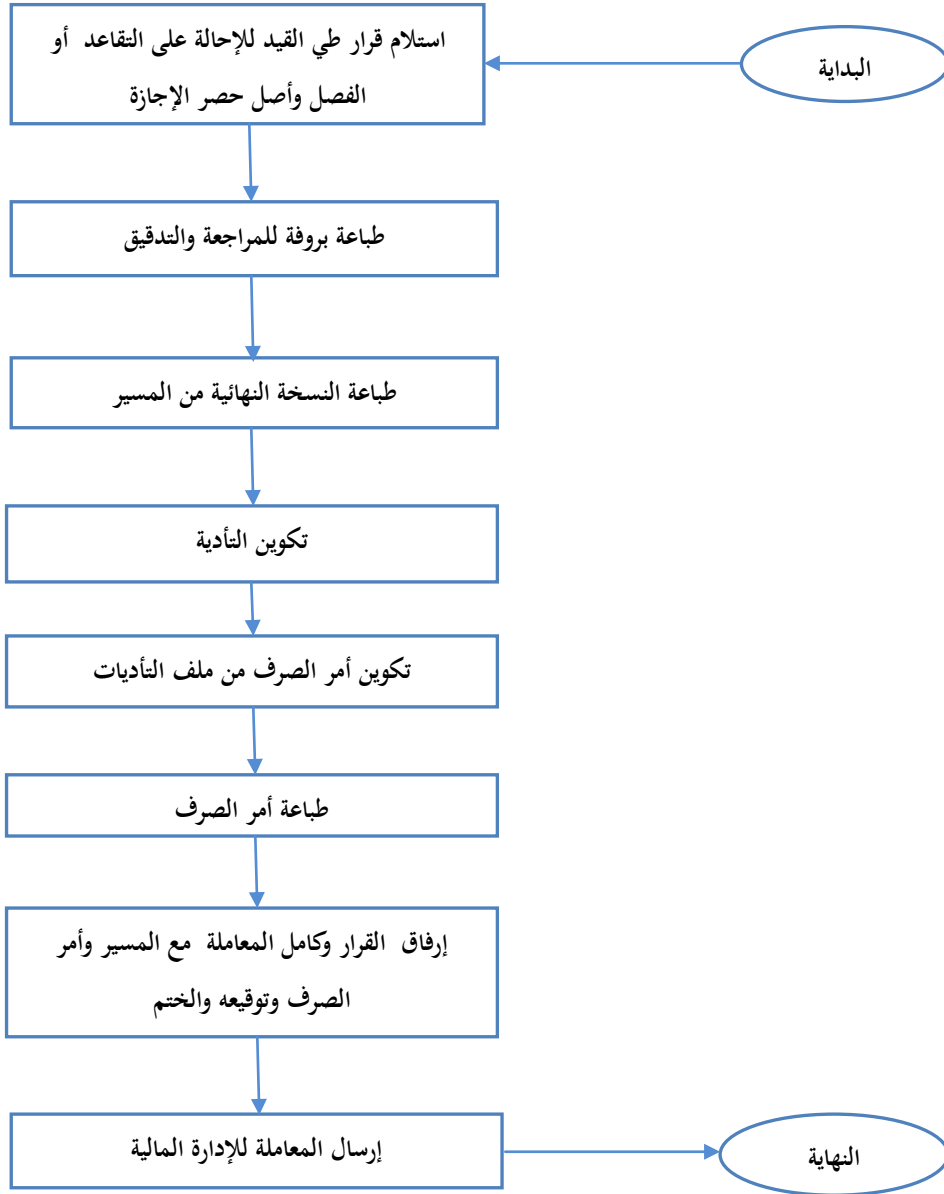 البداية
استلام قرار طي القيد للإحالة على التقاعد أو
الفصل وأصل حصر الإجازة
طباعة بروفة للمراجعة والتدقيق
طباعة النسخة النهائية من المسير
تكوين التأدية
تكوين أمر الصرف من ملف التأديات
طباعة أمر الصرف
إرفاق القرار وكامل المعاملة مع المسير وأمر
الصرف وتوقيعه والختم
إرسال المعاملة للإدارة المالية
النهاية